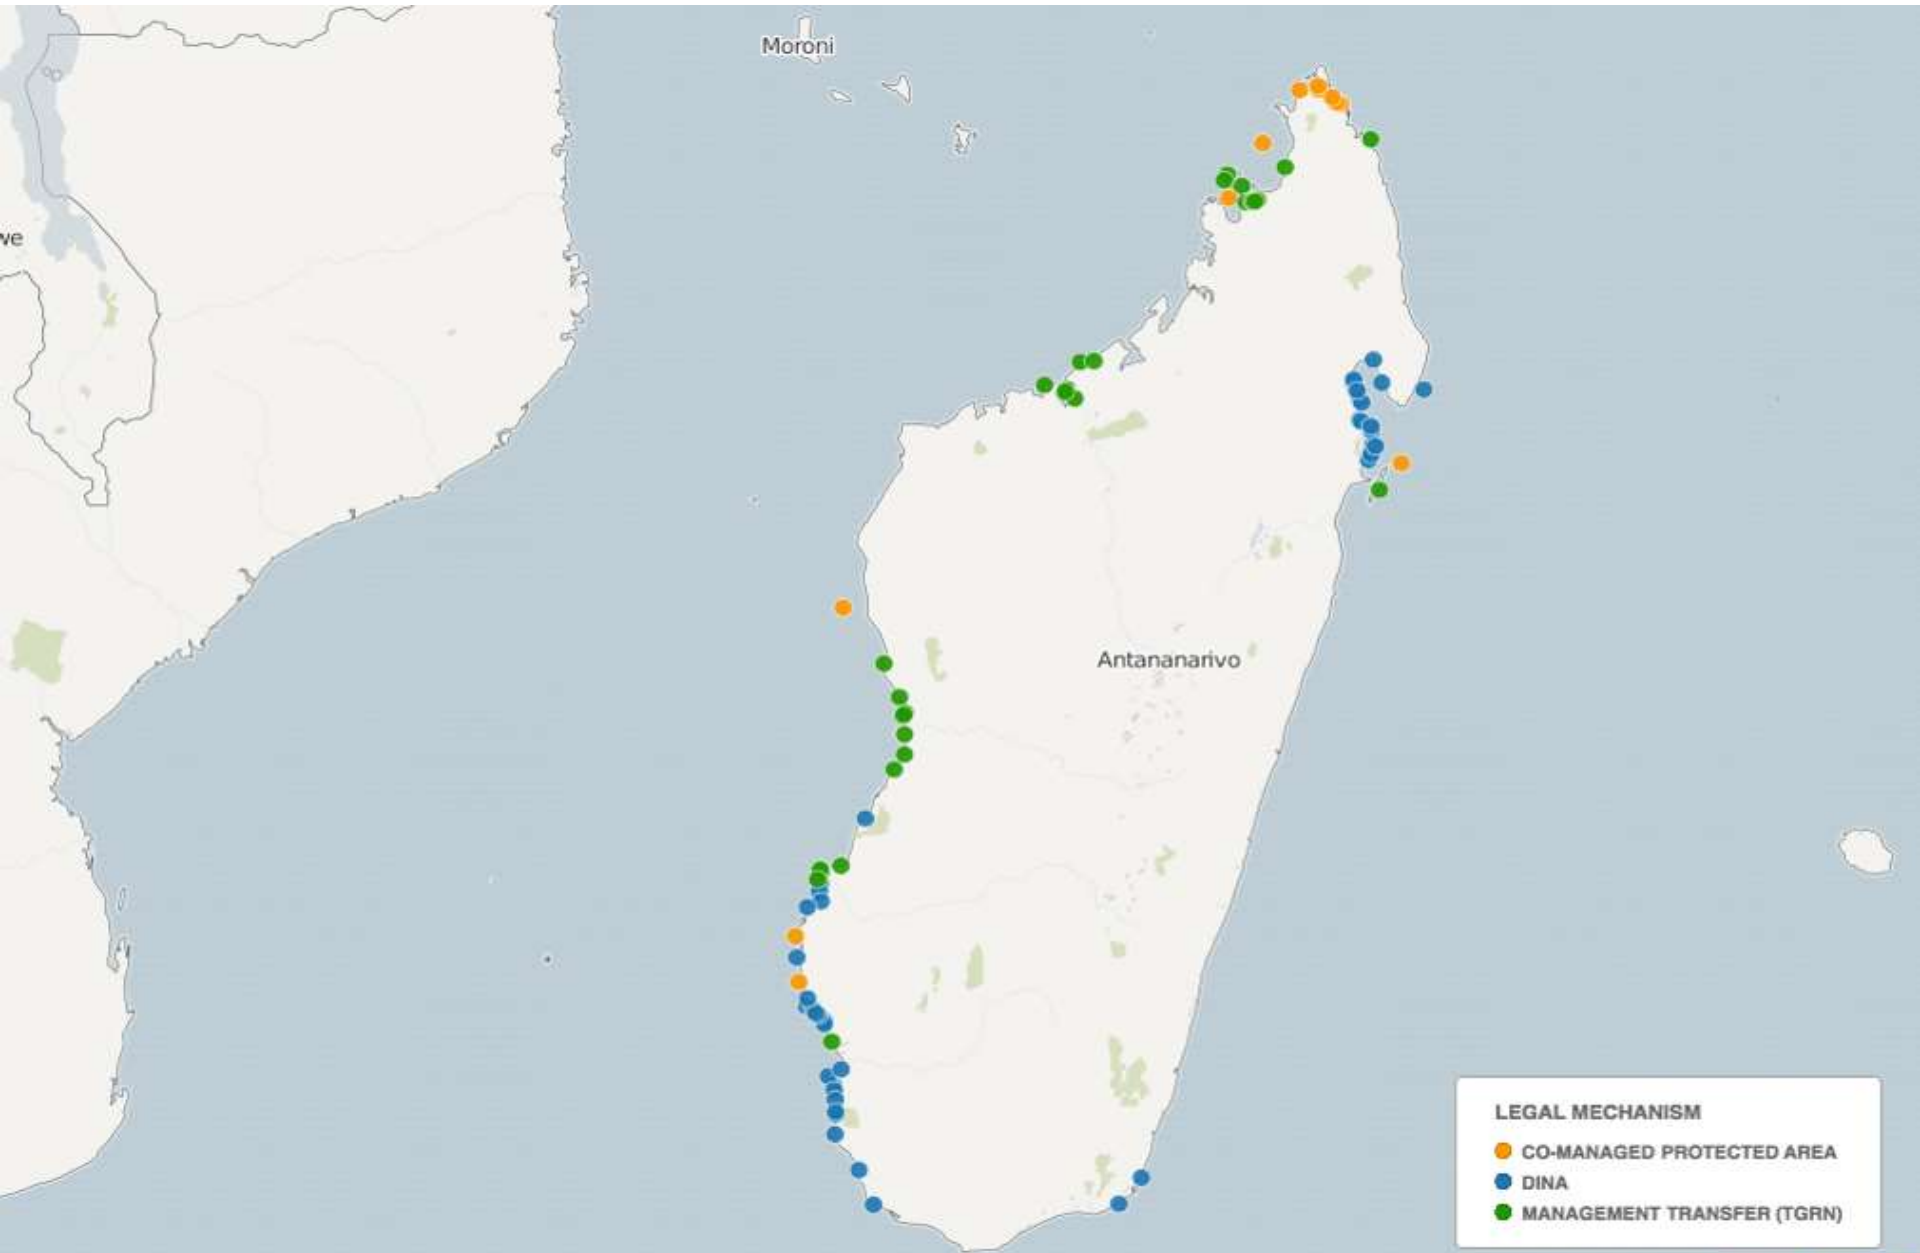 Moroni
we
Antananarivo
LEGAL MECHANISM
CO-MANAGED PROTECTED AREA
DINA
MANAGEMENT TRANSFER (TGRN)